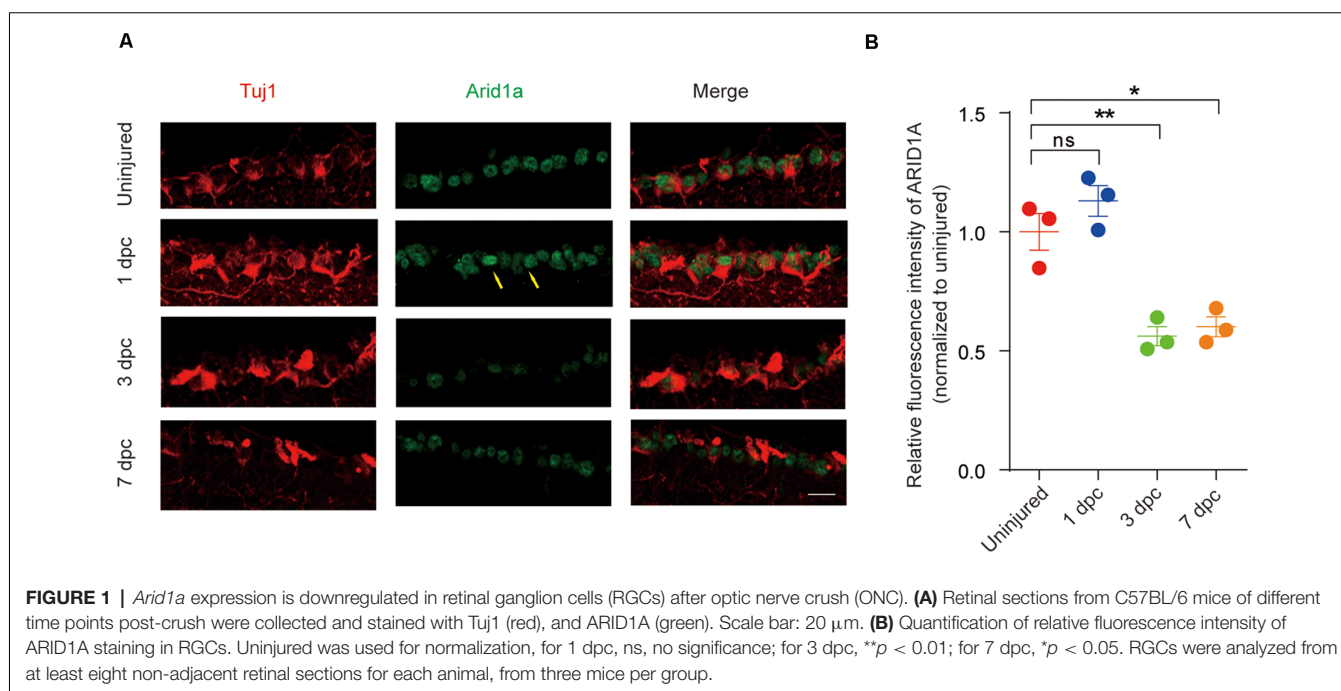 A
B
Tuj1
Arid1a
Merge
Uninjured
1 dpc
3 dpc
7 dpc
Relative fluorescence intensity of ARID1A
(normalized to uninjured)
*
**
ns
1.5
1.0
0.5
0.0
Uninjured
1 dpc
3 dpc
7 dpc
FIGURE 1 | Arid1a expression is downregulated in retinal ganglion cells (RGCs) after optic nerve crush (ONC). (A) Retinal sections from C57BL/6 mice of different
time points post-crush were collected and stained with Tuj1 (red), and ARID1A (green). Scale bar: 20 μm. (B) Quantification of relative fluorescence intensity of
ARID1A staining in RGCs. Uninjured was used for normalization, for 1 dpc, ns, no significance; for 3 dpc, **p < 0.01; for 7 dpc, *p < 0.05. RGCs were analyzed from
at least eight non-adjacent retinal sections for each animal, from three mice per group.